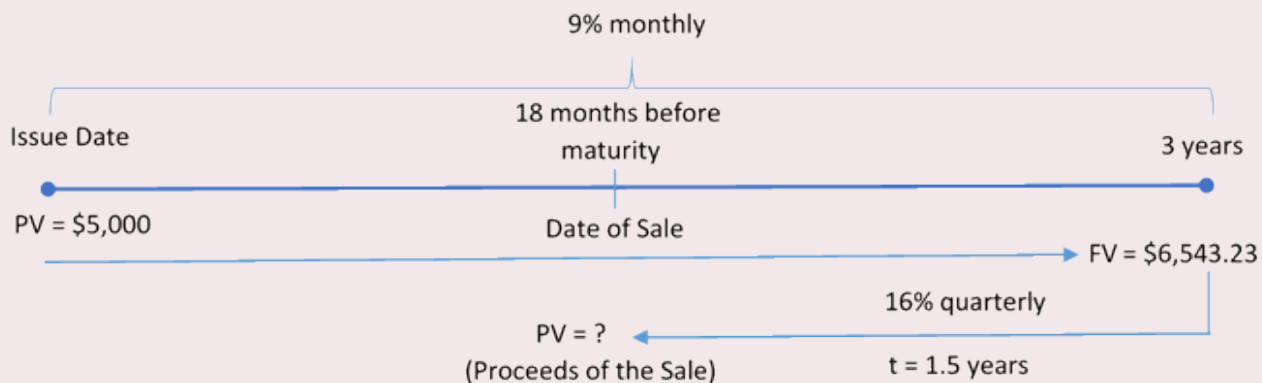 9% monthly
18 months before
maturity
Issue Date
3 years
PV = $5,000
Date of Sale
FV = $6,543.23
16% quarterly
PV = ?
(Proceeds of the Sale)
t = 1.5 years